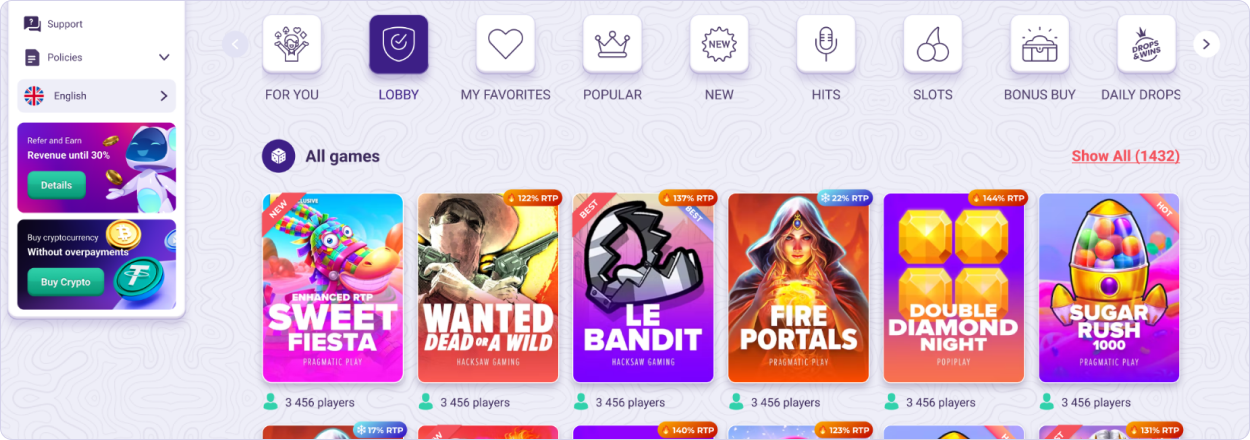 Support
Policies
English
Refer and Earn
Revenue until 30%
Details
Buy cryptocurrency
Without overpayments
Buy Crypto
NEW
DROPS
& WINS
FOR YOU
LOBBY
MY FAVORITES
POPULAR
NEW
HITS
SLOTS
BONUS BUY
DAILY DROPS
All games
Show All (1432)
NEW
ENHANCED RTP
SWEET
FIESTA
PRAGMATIC PLAY
122% RTP
WANTED
DEAD OR A WILD
HACKSAW GAMING
BEST
137% RTP
BEST
LE
BANDIT
HACKSAW GAMING
22% RTP
FIRE
PORTALS
PRAGMATIC PLAY
144% RTP
DOUBLE
DIAMOND
NIGHT
POPIPLAY
HOT
SUGAR
RUSH
1000
PRAGMATIC PLAY
3 456 players
3 456 players
3 456 players
3 456 players
3 456 players
3 456 players
17% RTP
140% RTP
123% RTP
131% RTP